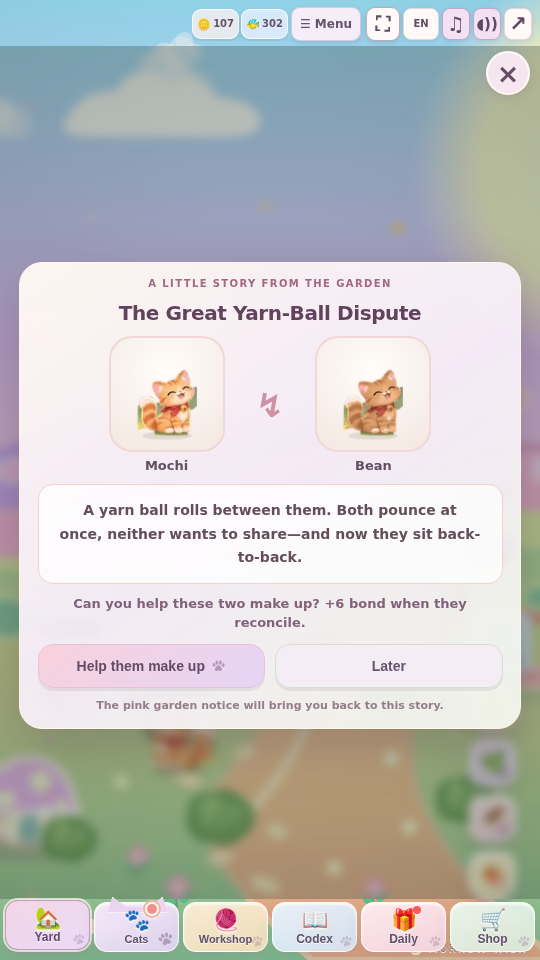 107
302
☰ Menu
EN
A LITTLE STORY FROM THE GARDEN
The Great Yarn-Ball Dispute
Mochi
Bean
A yarn ball rolls between them. Both pounce at
once, neither wants to share—and now they sit back-
to-back.
Can you help these two make up? +6 bond when they
reconcile.
Help them make up
Later
The pink garden notice will bring you back to this story.
Yard
Cats
Workshop
Codex
Daily
Shop